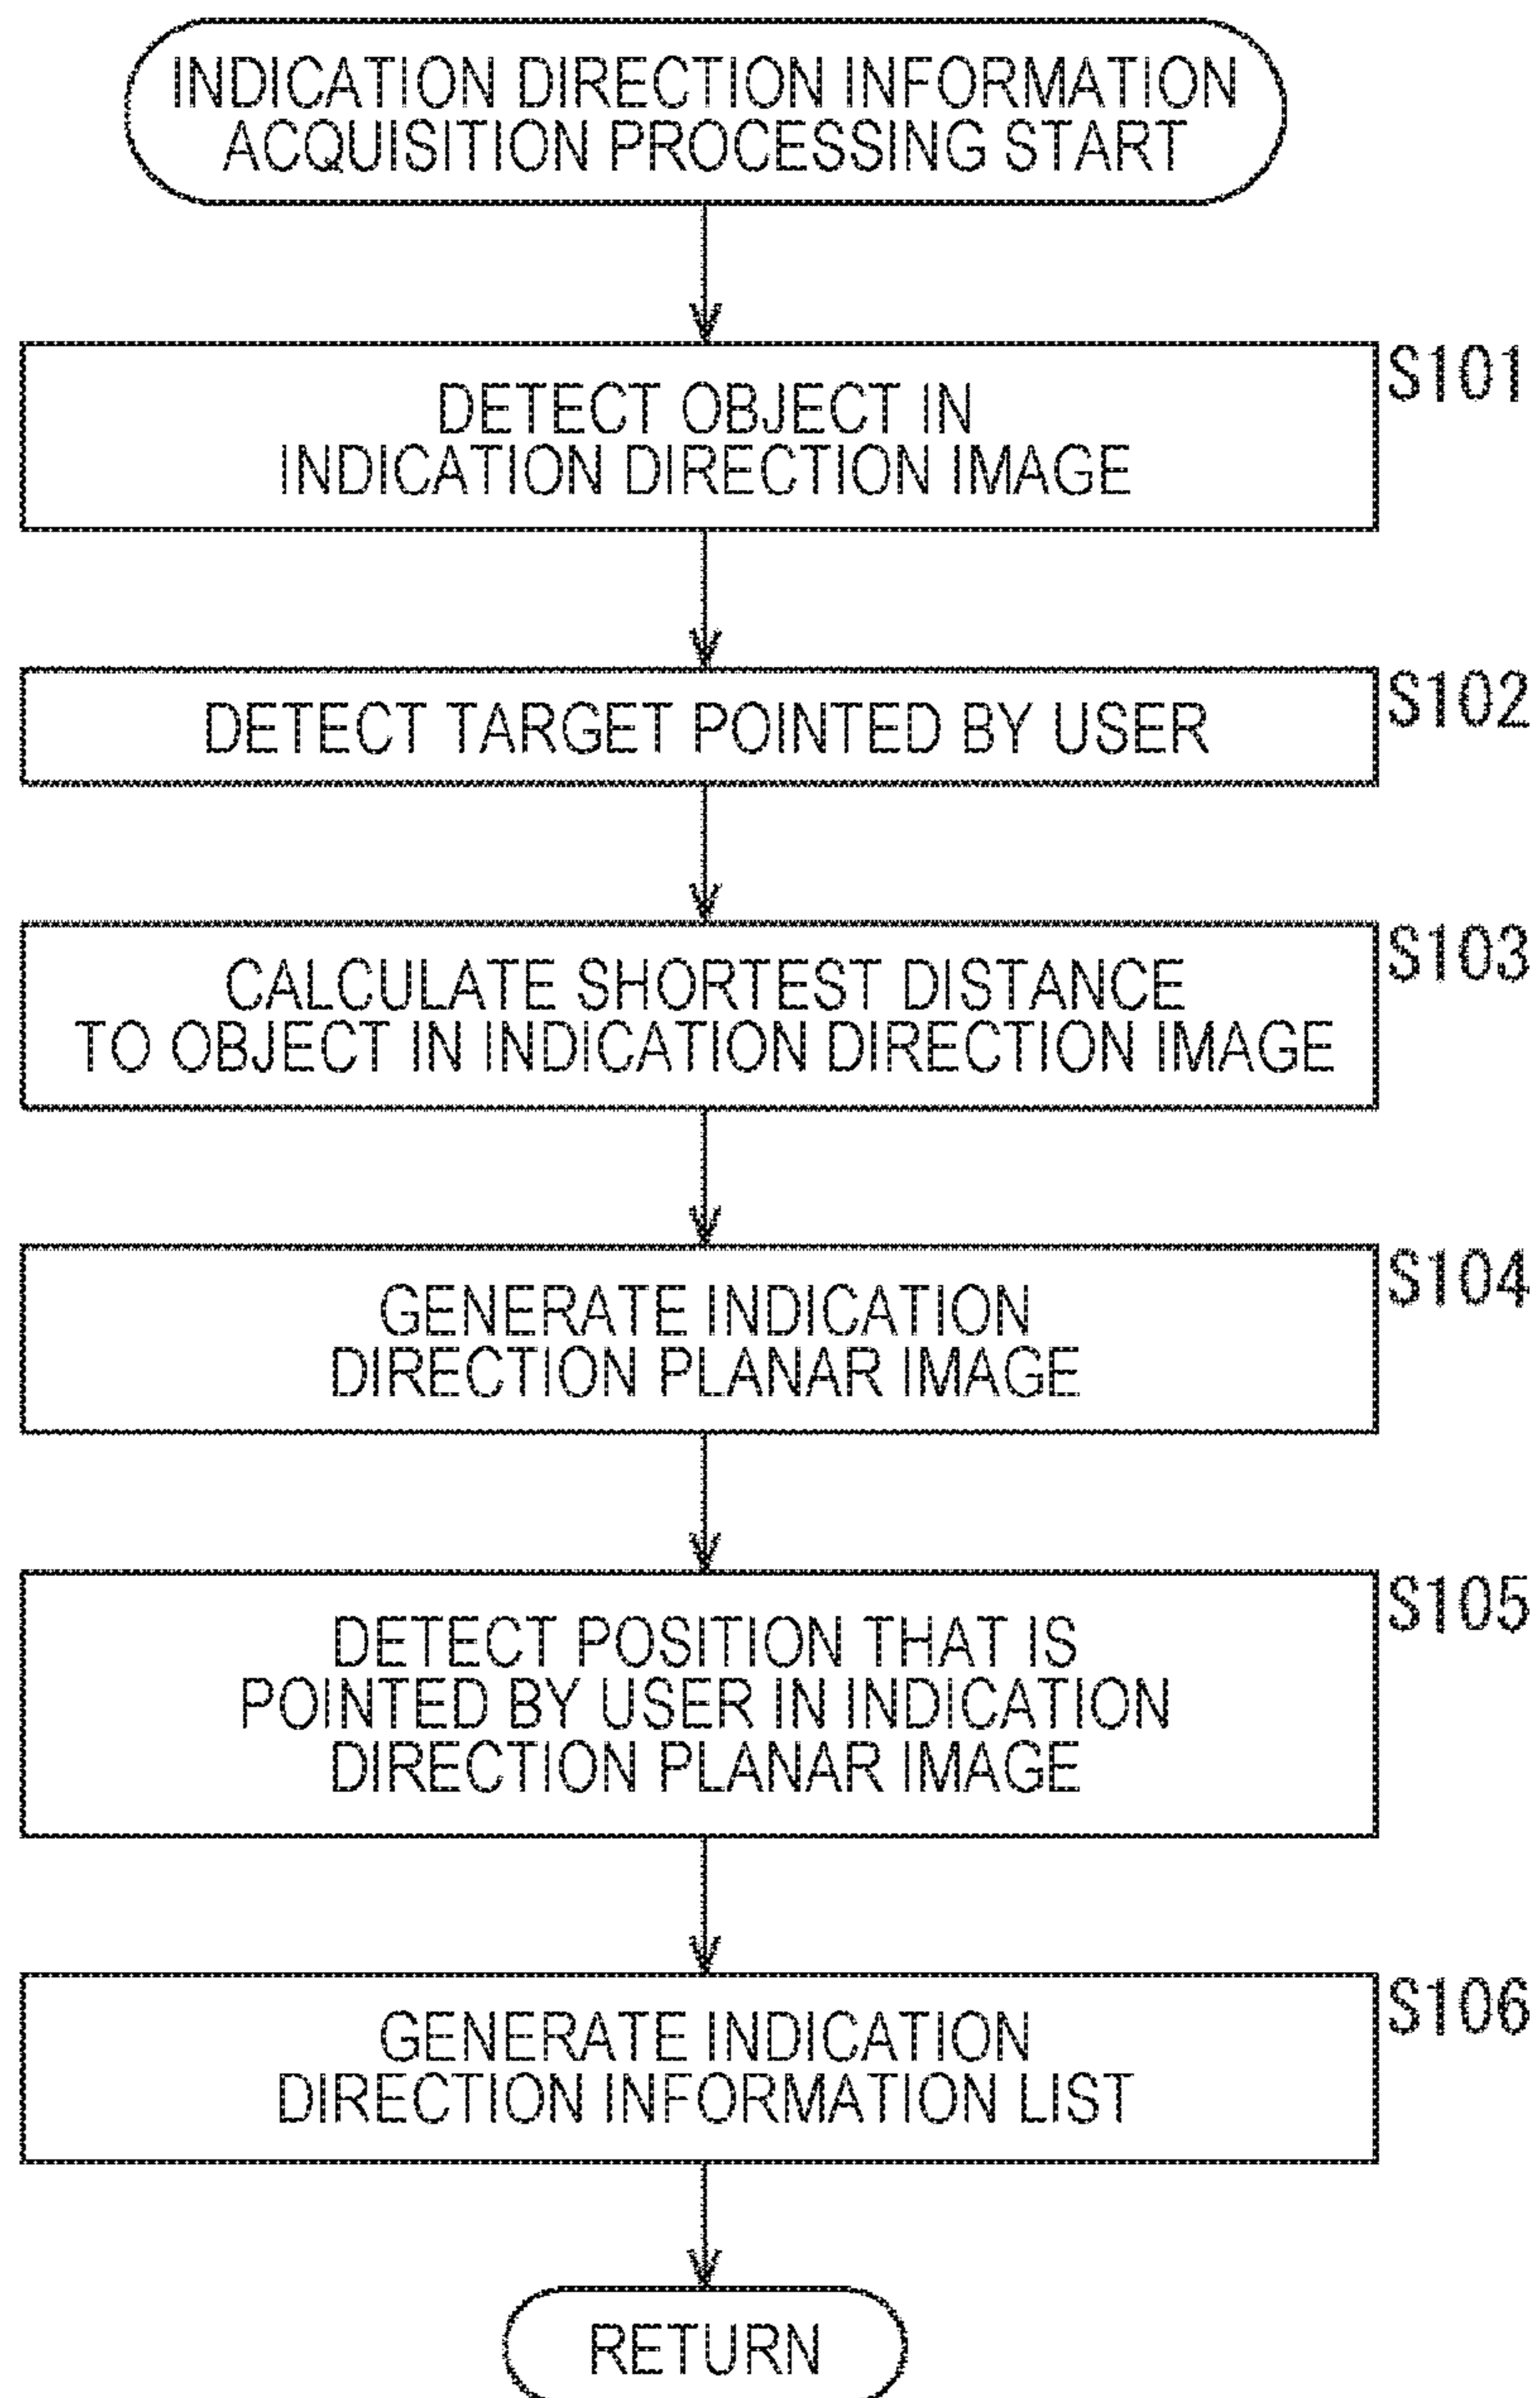 INDICATION DIRECTION INFORMATION
ACQUISITION PROCESSING START
S101
DETECT OBJECT IN
INDICATION DIRECTION IMAGE
S102
DETECT TARGET POINTED BY USER
S103
CALCULATE SHORTEST DISTANCE
TO OBJECT IN INDICATION DIRECTION IMAGE
S104
GENERATE INDICATION
DIRECTION PLANAR IMAGE
S105
DETECT POSITION THAT IS
POINTED BY USER IN INDICATION
DIRECTION PLANAR IMAGE
S106
GENERATE INDICATION
DIRECTION INFORMATION LIST
RETURN